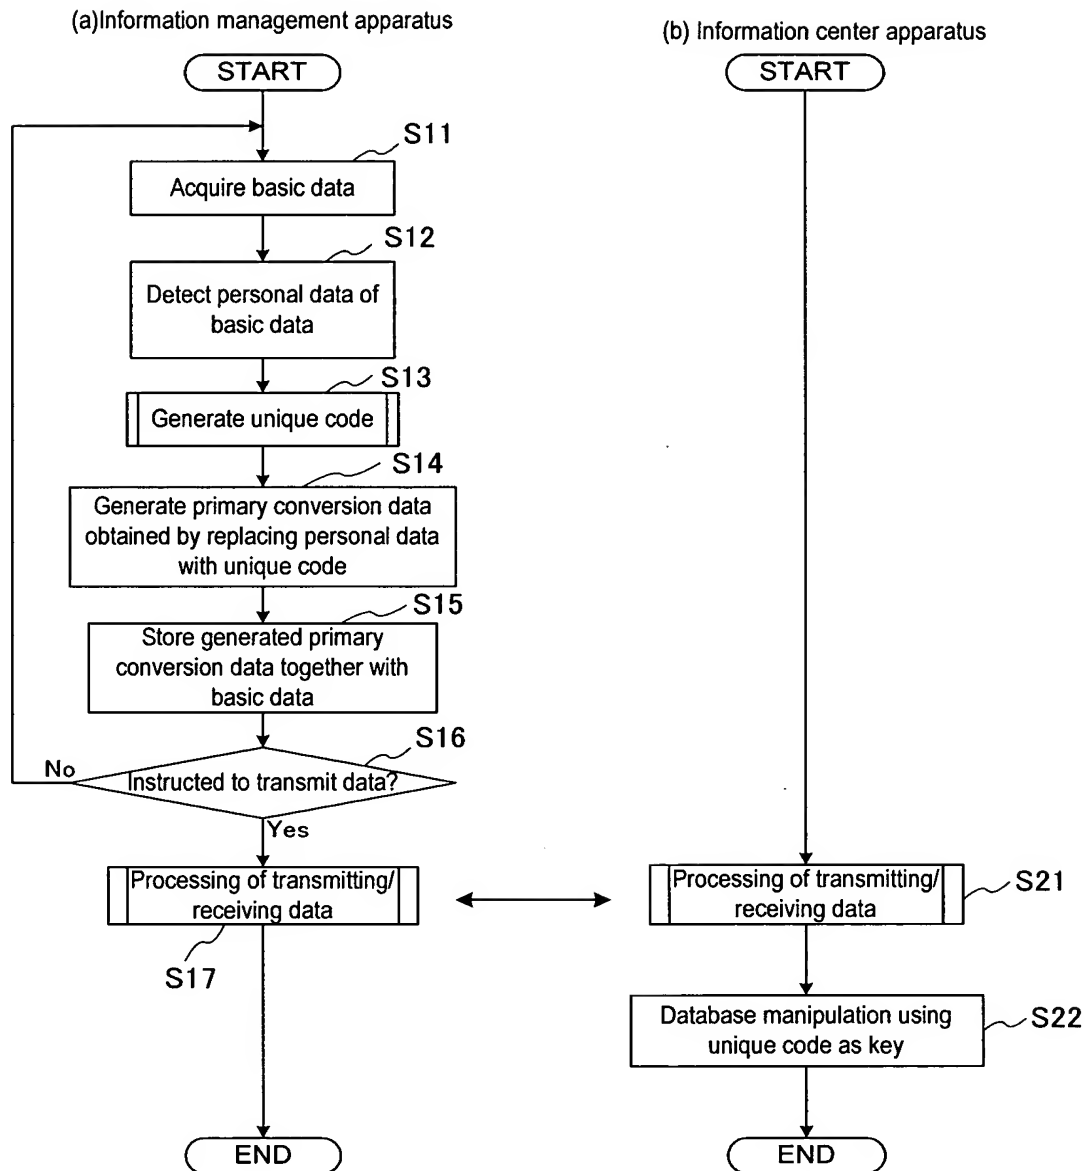 (a)Information management apparatus
START
S11
Acquire basic data
S12
Detect personal data of
basic data
S13
Generate unique code
S14
Generate primary conversion data
obtained by replacing personal data
with unique code
S15
Store generated primary
conversion data together with
basic data
S16
No
Instructed to transmit data?
Yes
Processing of transmitting/
receiving data
S17
END
(b) Information center apparatus
START
Processing of transmitting/
receiving data
S21
Database manipulation using
unique code as key
S22
END